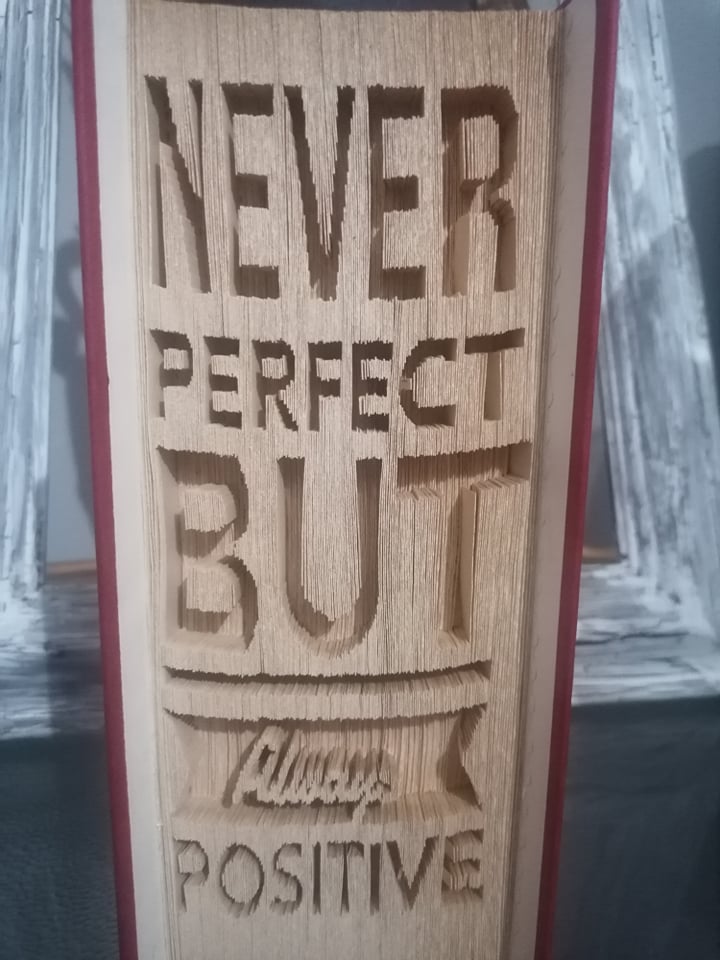 NEVER
PERFECT
BUT
Always
POSITIVE